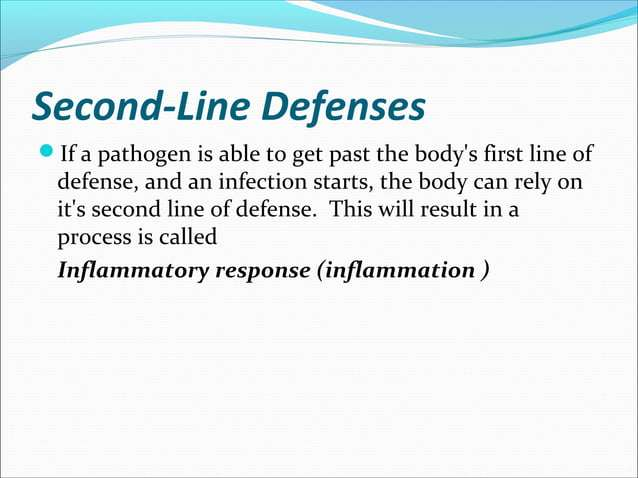 Second-Line Defenses
If a pathogen is able to get past the body's first line of
defense, and an infection starts, the body can rely on
it's second line of defense.  This will result in a
process is called
Inflammatory response (inflammation )